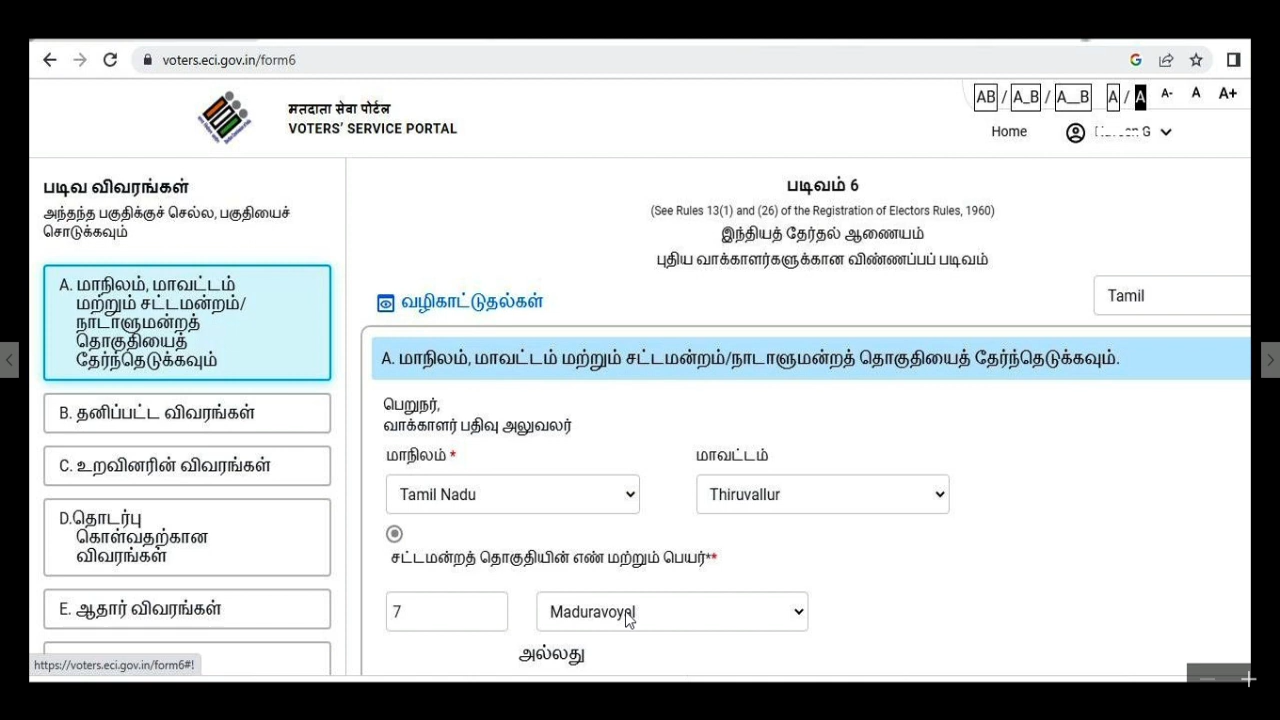 voters.eci.gov.in/form6
AB / A_B / A__B A / A A- A A+
मतदाता सेवा पोर्टल
VOTERS' SERVICE PORTAL
Home G
படிவ விவரங்கள்
அந்தந்த பகுதிக்குச் செல்ல, பகுதியைச்
சொடுக்கவும்
A. மாநிலம், மாவட்டம்
மற்றும் சட்டமன்றம்/
நாடாளுமன்றத்
தொகுதியைத்
தேர்ந்தெடுக்கவும்
B. தனிப்பட்ட விவரங்கள்
C. உறவினரின் விவரங்கள்
D.தொடர்பு
கொள்வதற்கான
விவரங்கள்
E. ஆதார் விவரங்கள்
https://voters.eci.gov.in/form6#!
படிவம் 6
(See Rules 13(1) and (26) of the Registration of Electors Rules, 1960)
இந்தியத் தேர்தல் ஆணையம்
புதிய வாக்காளர்களுக்கான விண்ணப்பப் படிவம்
வழிகாட்டுதல்கள்
Tamil
A. மாநிலம், மாவட்டம் மற்றும் சட்டமன்றம்/நாடாளுமன்றத் தொகுதியைத் தேர்ந்தெடுக்கவும்.
பெறுநர்,
வாக்காளர் பதிவு அலுவலர்
மாநிலம் * மாவட்டம்
Tamil Nadu Thiruvallur
சட்டமன்றத் தொகுதியின் எண் மற்றும் பெயர்**
7 Maduravoyal
அல்லது